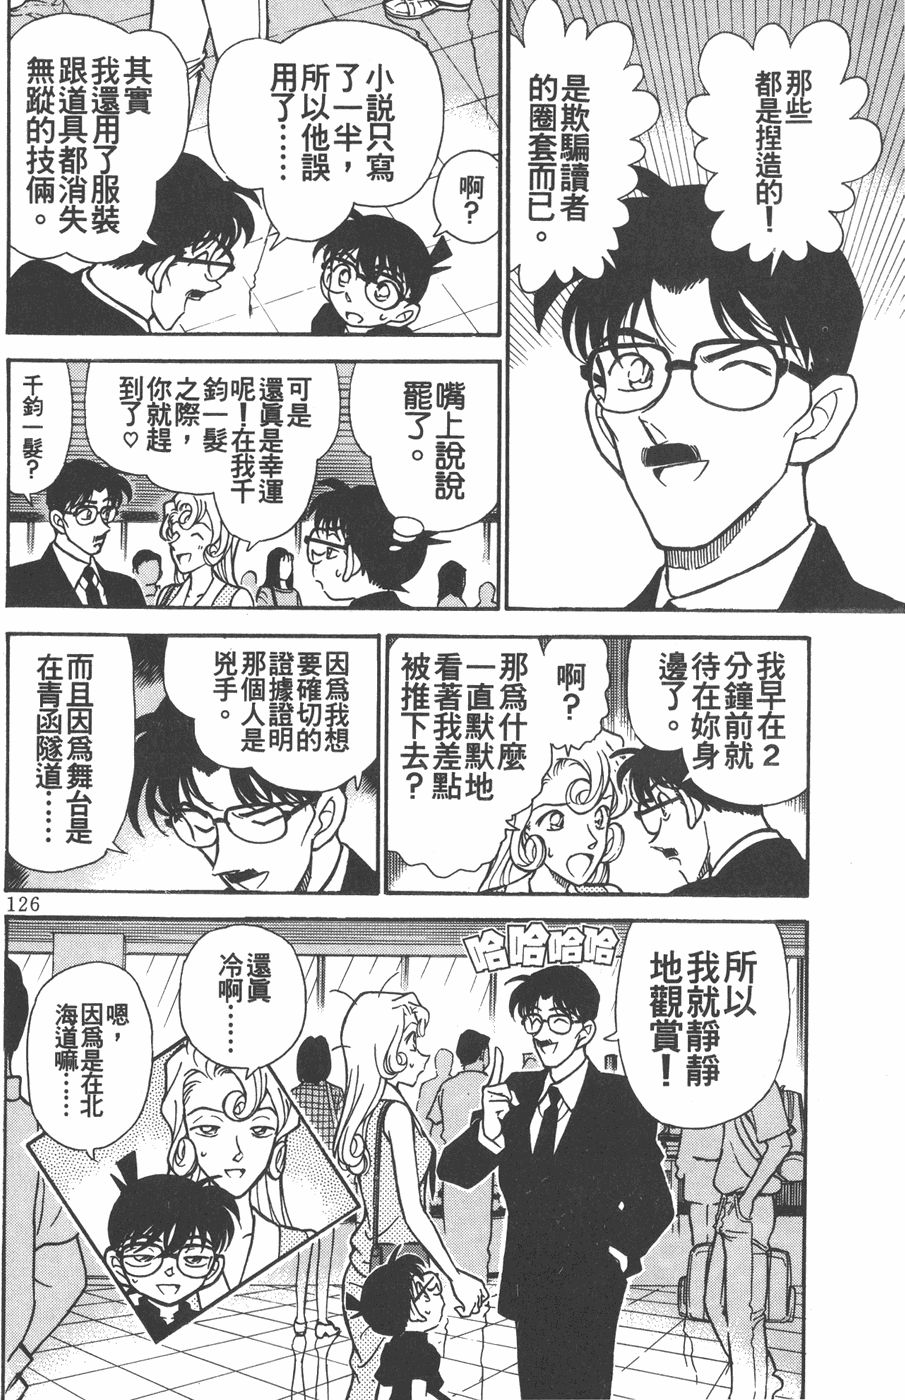 那些
都是捏造的！
是欺騙讀者
的圈套而已。
啊？
小説只寫
了一半，
所以他誤
用了……
其實
我還用了服裝
跟道具都消失
無蹤的技倆。
嘴上說說
罷了。
可是
還真是幸運
呢！在我千
鈞一髮
之際，
你就趕
到了♡
千鈞一髮？
我早在2
分鐘前就
待在妳身
邊了。
啊？
那爲什麼
一直默默地
看著我差點
被推下去？
因爲我想
要確切的
證據證明
那個人是
兇手。
而且因爲舞台是
在青函隧道……
126
所以
我就靜靜
地觀賞！
哈哈哈哈
還真
冷啊……
嗯，
因爲是在北
海道嘛……